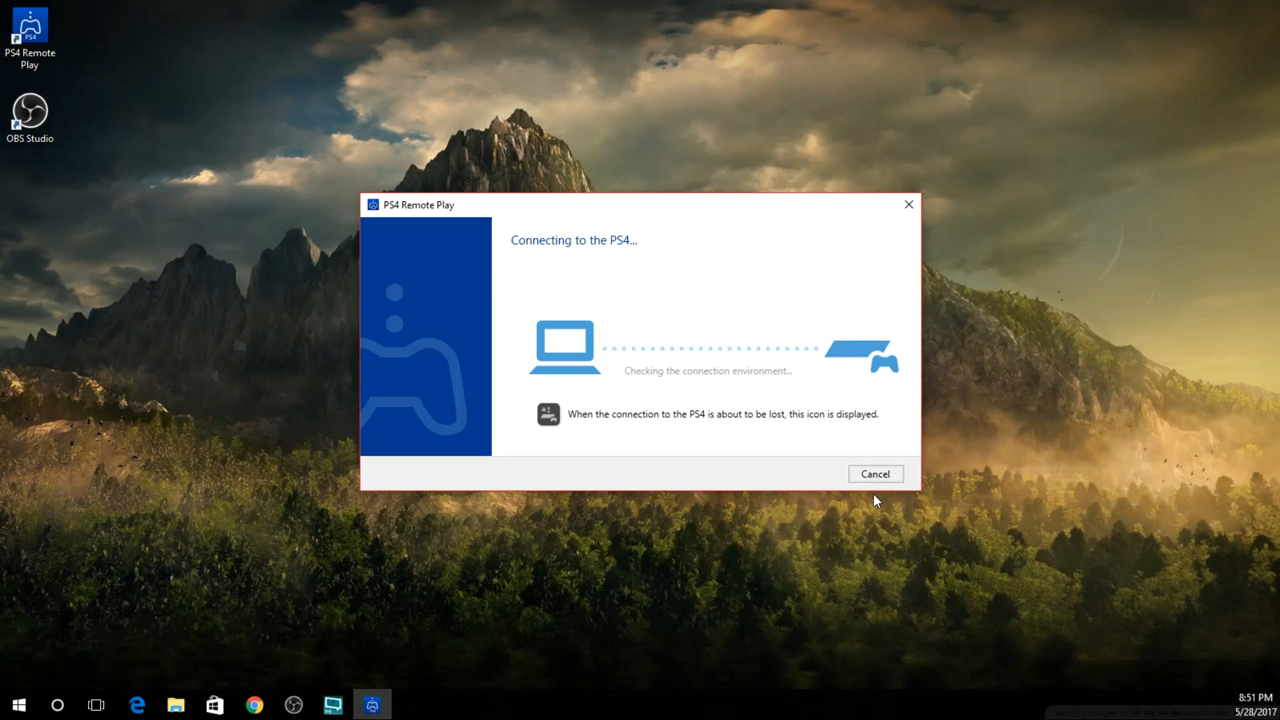 PS4
PS4 Remote
Play
OBS Studio
PS4 Remote Play
Connecting to the PS4...
Checking the connection environment...
When the connection to the PS4 is about to be lost, this icon is displayed.
Cancel
8:51 PM
5/28/2017